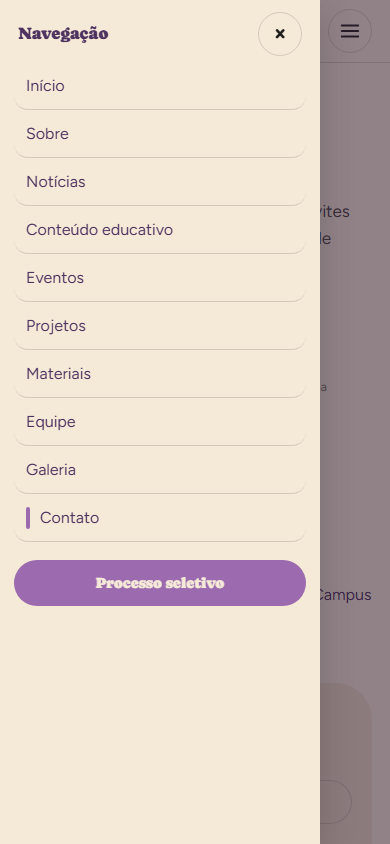 Navegação
Início
Sobre
Notícias
Conteúdo educativo
Eventos
Projetos
Materiais
Equipe
Galeria
Contato
Processo seletivo
Campus